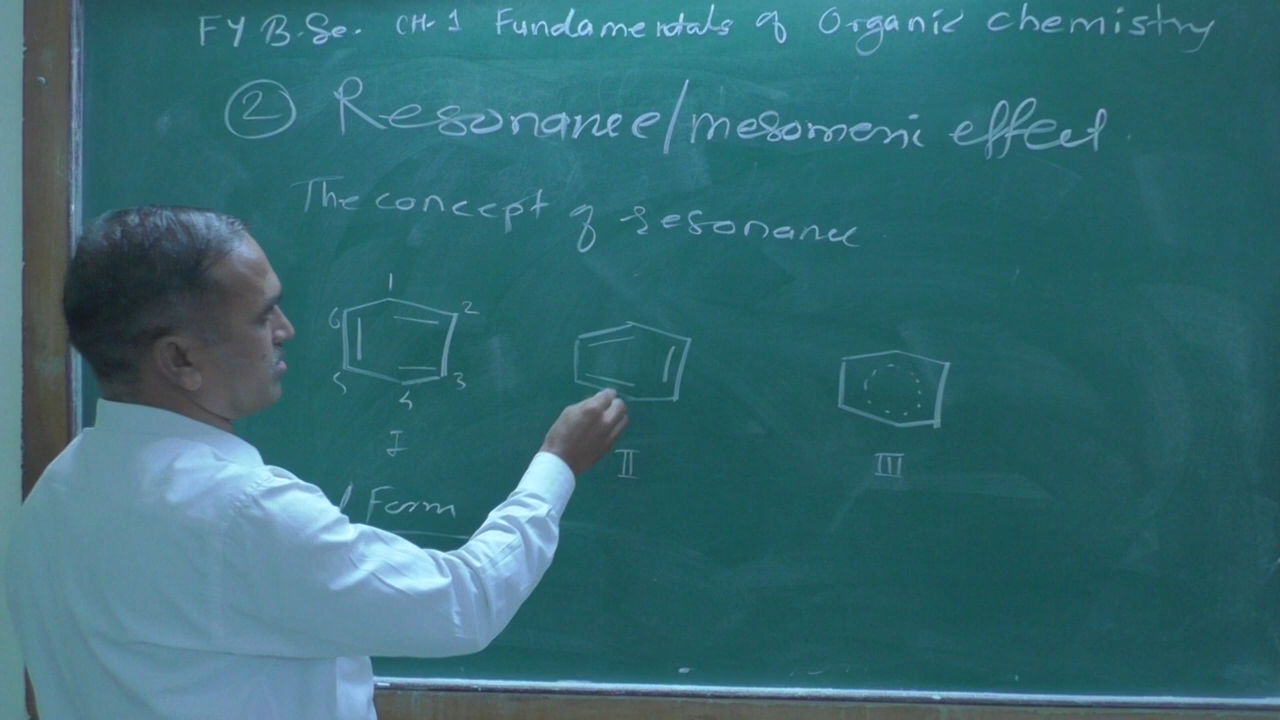 FY B.Sc. CH-1 Fundamentals of Organic chemistry
② Resonance/mesomeric effect
The concept of resonance
1
6 2
5 3
4
I II III
Form